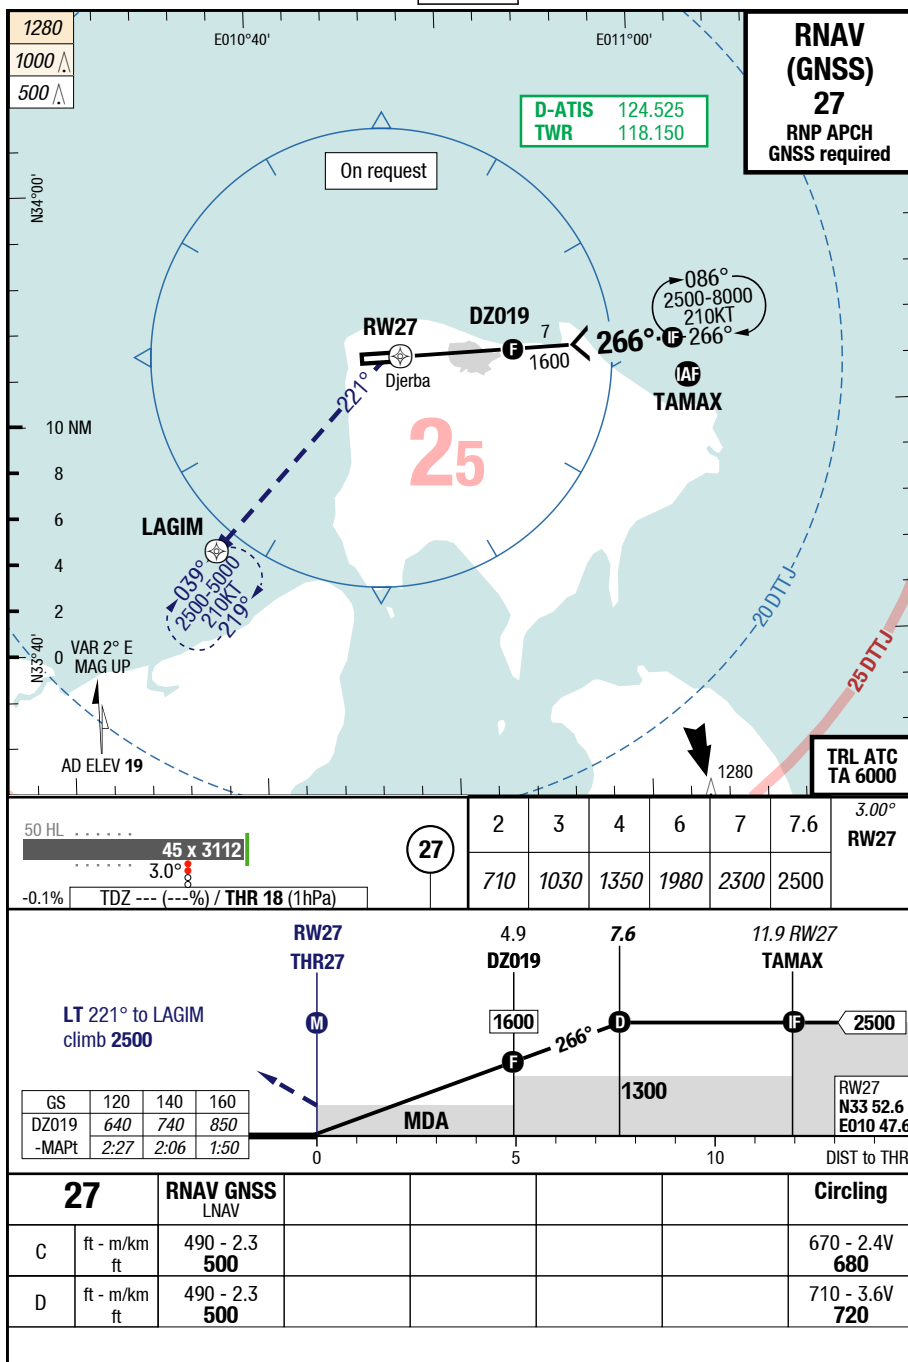 1280
1000
500
E010°40'
E011°00'
RNAV
(GNSS)
27
RNP APCH
GNSS required
D-ATIS 124.525
TWR 118.150
On request
N34°00'
086°
2500-8000
210KT
266°
IF
266°
DZ019
7
1600
F
RW27
Djerba
IAF
TAMAX
221°
25
10 NM
8
6
4
2
0
LAGIM
039°
2500-5000
210KT
219°
N33°40'
VAR 2° E
MAG UP
AD ELEV 19
20 DTTJ
25 DTTJ
1280
TRL ATC
TA 6000
50 HL
45 x 3112
3.0°
-0.1%
TDZ --- (---%) / THR 18 (1hPa)
27
2 3 4 6 7 7.6
710 1030 1350 1980 2300 2500
3.00°
RW27
RW27 4.9 7.6 11.9 RW27
THR27 DZ019 TAMAX
LT 221° to LAGIM
climb 2500
M
1600
F
266°
D
IF
2500
1300
MDA
RW27
N33 52.6
E010 47.6
GS 120 140 160
DZ019 640 740 850
-MAPt 2:27 2:06 1:50
0 5 10 DIST to THR
27 RNAV GNSS Circling
LNAV
C ft - m/km 490 - 2.3 670 - 2.4V
ft 500 680
D ft - m/km 490 - 2.3 710 - 3.6V
ft 500 720